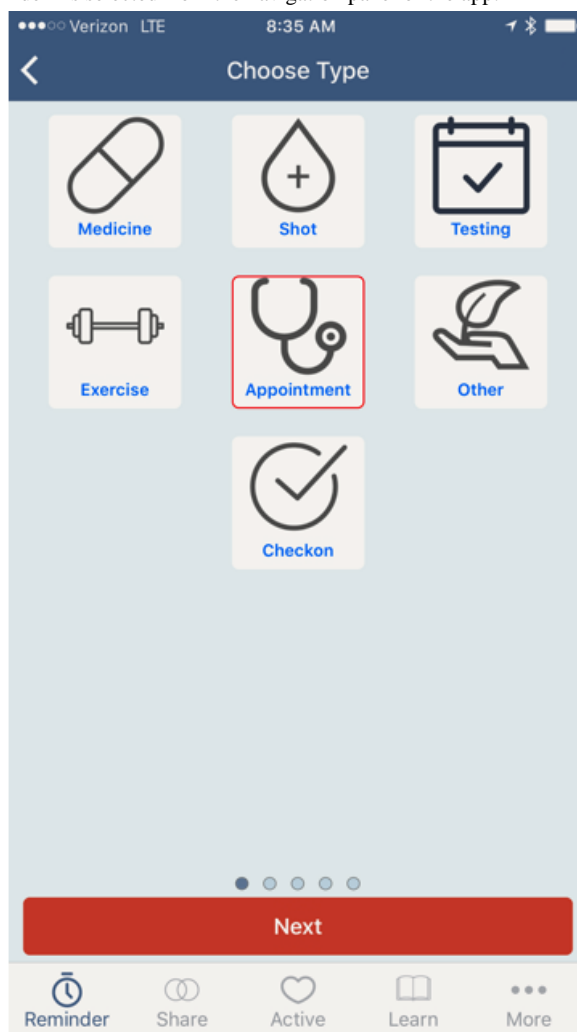 Verizon LTE 8:35 AM
Choose Type
Medicine Shot Testing
Exercise Appointment Other
Checkon
Next
Reminder Share Active Learn More